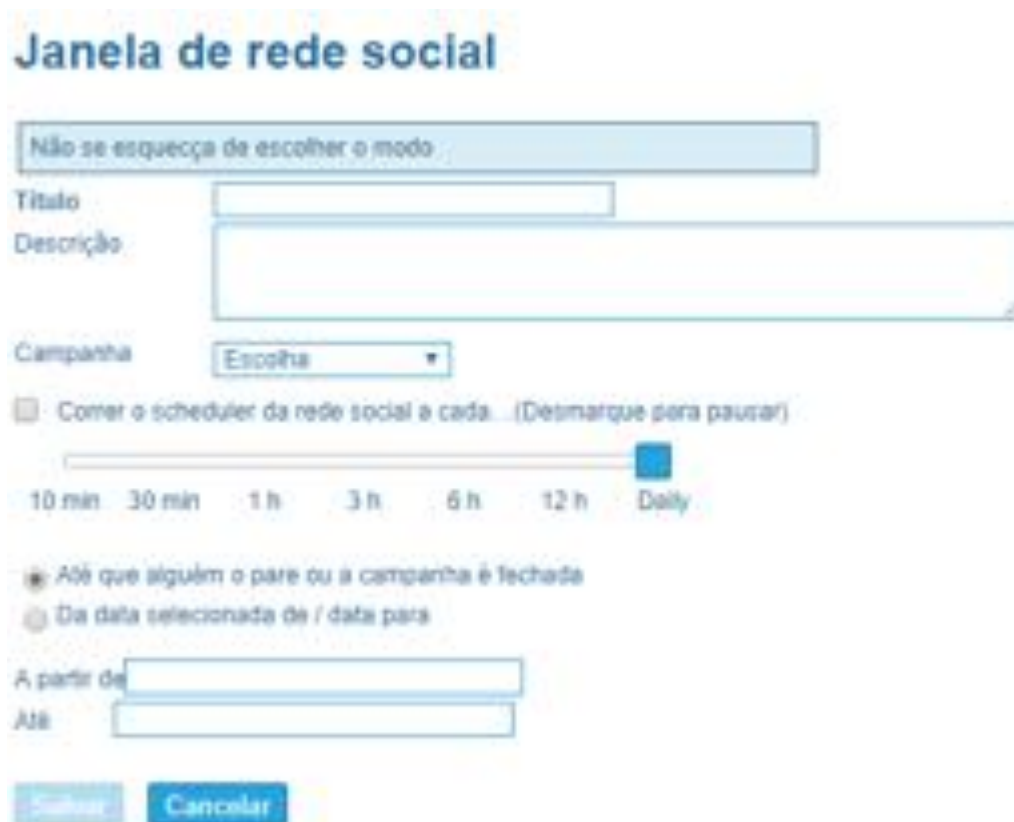 Janela de rede social
Não se esquecça de escolher o modo
Título
Descrição
Campanha
Escolha
Correr o scheduler da rede social a cada... (Desmarque para pausar)
10 min 30 min 1 h 3 h 6 h 12 h Daily
Até que alguém o pare ou a campanha é fechada
Da data selecionada de / data para
A partir de
Até
Cancelar